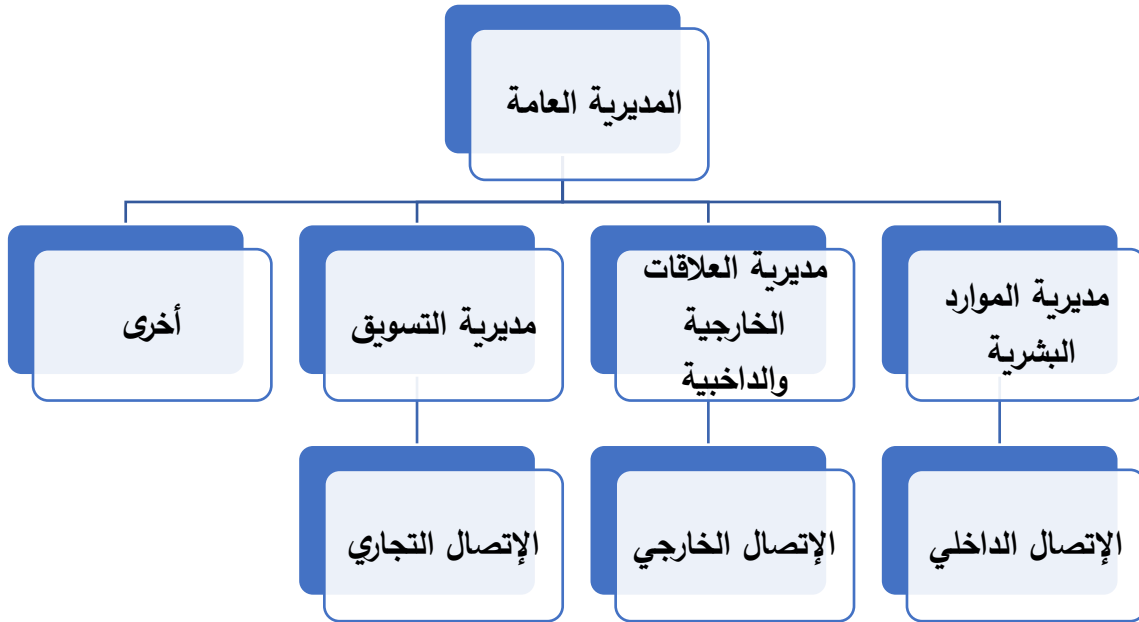 المديرية العامة
مديرية الموارد
البشرية
مديرية العلاقات
الخارجية
والداخبية
مديرية التسويق
أخرى
الإتصال الداخلي
الإتصال الخارجي
الإتصال التجاري